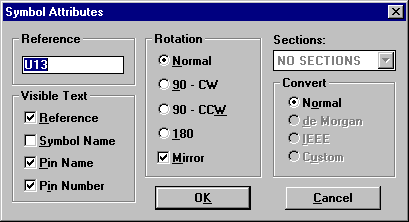 Symbol Attributes
Reference
U13
Visible Text
Reference
Symbol Name
Pin Name
Pin Number
Rotation
Normal
90 - CW
90 - CCW
180
Mirror
Sections:
NO SECTIONS
Convert
Normal
de Morgan
IEEE
Custom
OK
Cancel